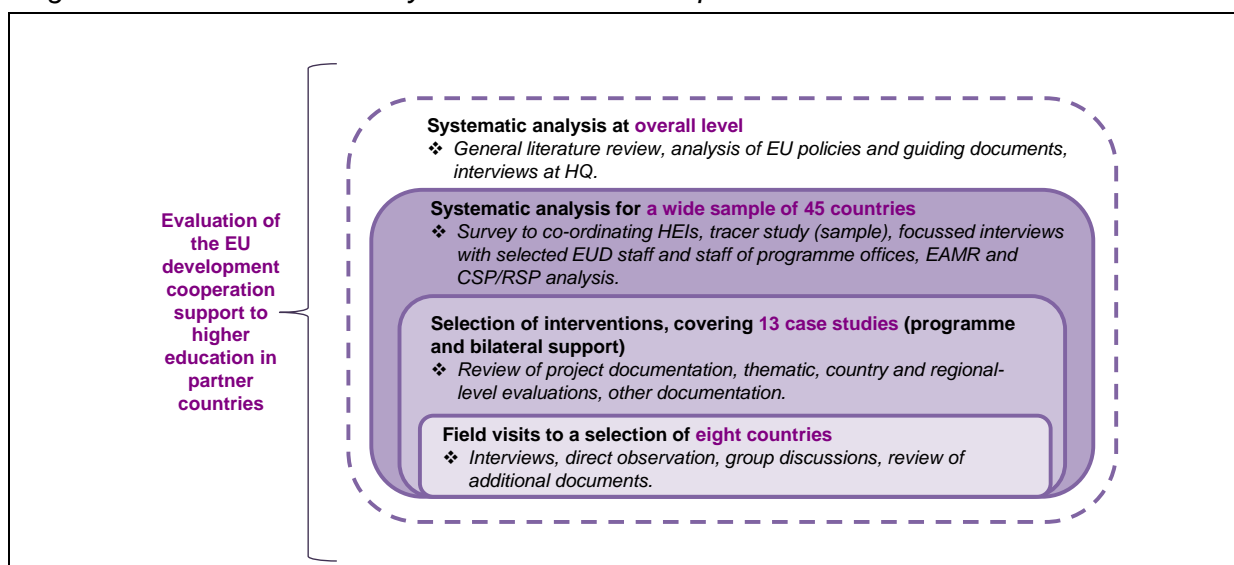 Evaluation of
the EU
development
cooperation
support to
higher
education in
partner
countries
Systematic analysis at overall level
❖ General literature review, analysis of EU policies and guiding documents,
interviews at HQ.
Systematic analysis for a wide sample of 45 countries
❖ Survey to co-ordinating HEIs, tracer study (sample), focussed interviews
with selected EUD staff and staff of programme offices, EAMR and
CSP/RSP analysis.
Selection of interventions, covering 13 case studies (programme
and bilateral support)
❖ Review of project documentation, thematic, country and regional-
level evaluations, other documentation.
Field visits to a selection of eight countries
❖ Interviews, direct observation, group discussions, review of
additional documents.